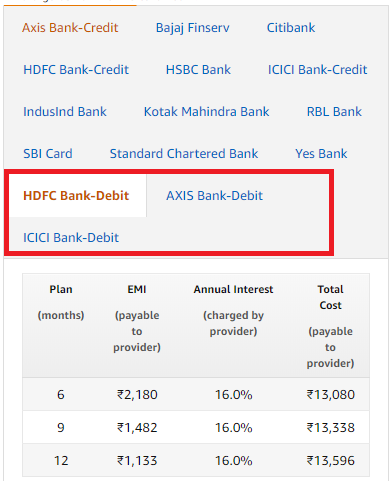 Axis Bank-Credit Bajaj Finserv Citibank
HDFC Bank-Credit HSBC Bank ICICI Bank-Credit
IndusInd Bank Kotak Mahindra Bank RBL Bank
SBI Card Standard Chartered Bank Yes Bank
HDFC Bank-Debit AXIS Bank-Debit
ICICI Bank-Debit
Plan EMI Annual Interest Total
Cost
(months) (payable (charged by
to provider) (payable
provider) to
provider)
6 ₹2,180 16.0% ₹13,080
9 ₹1,482 16.0% ₹13,338
12 ₹1,133 16.0% ₹13,596